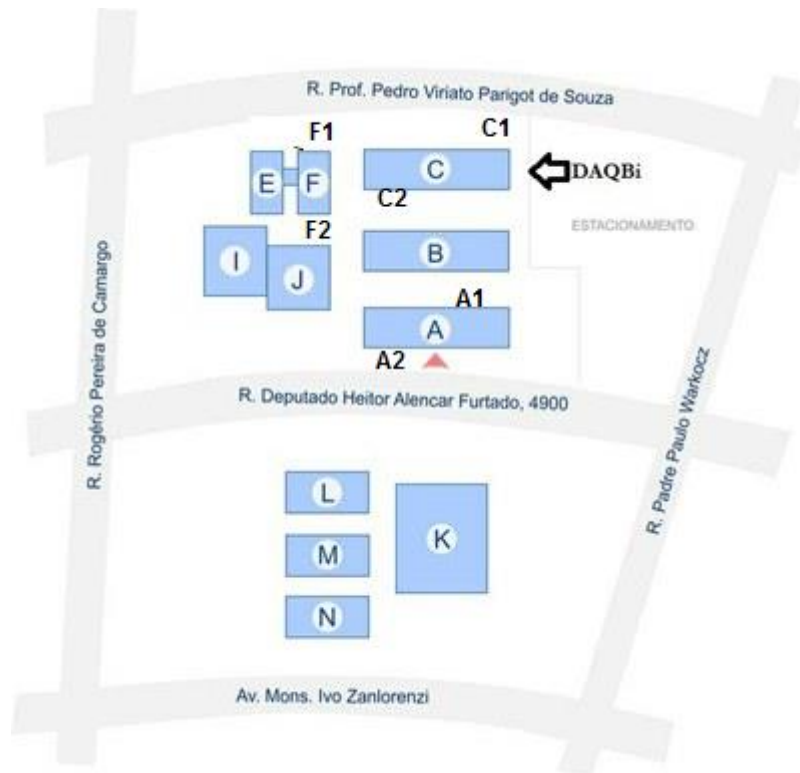 R. Prof. Pedro Viriato Parigot de Souza
F1
C1
E
F
C
DAQBi
C2
ESTACIONAMENTO
F2
I
J
B
A1
A
A2
R. Rogério Pereira de Camargo
R. Deputado Heitor Alencar Furtado, 4900
R. Padre Paulo Warkocz
L
K
M
N
Av. Mons. Ivo Zanlorenzi